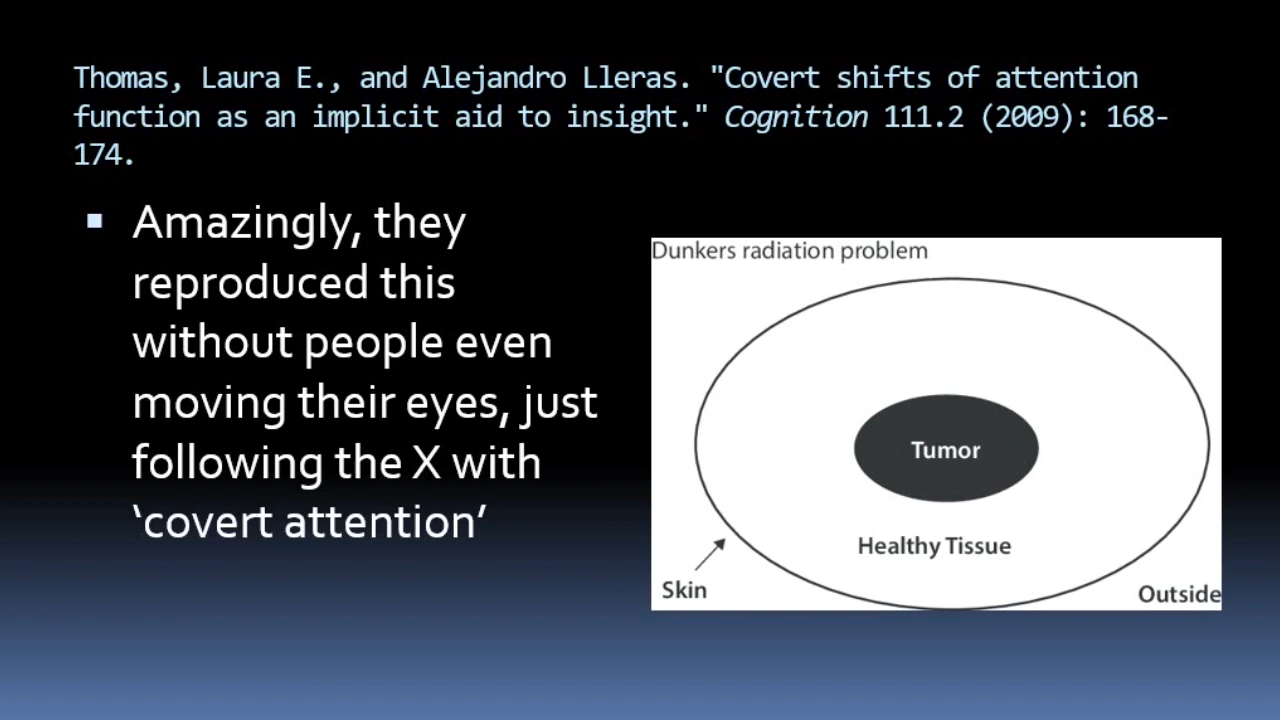 Thomas, Laura E., and Alejandro Lleras. "Covert shifts of attention
function as an implicit aid to insight." Cognition 111.2 (2009): 168-
174.
▪ Amazingly, they
reproduced this
without people even
moving their eyes, just
following the X with
‘covert attention’
Dunkers radiation problem
Tumor
Healthy Tissue
Skin
Outside